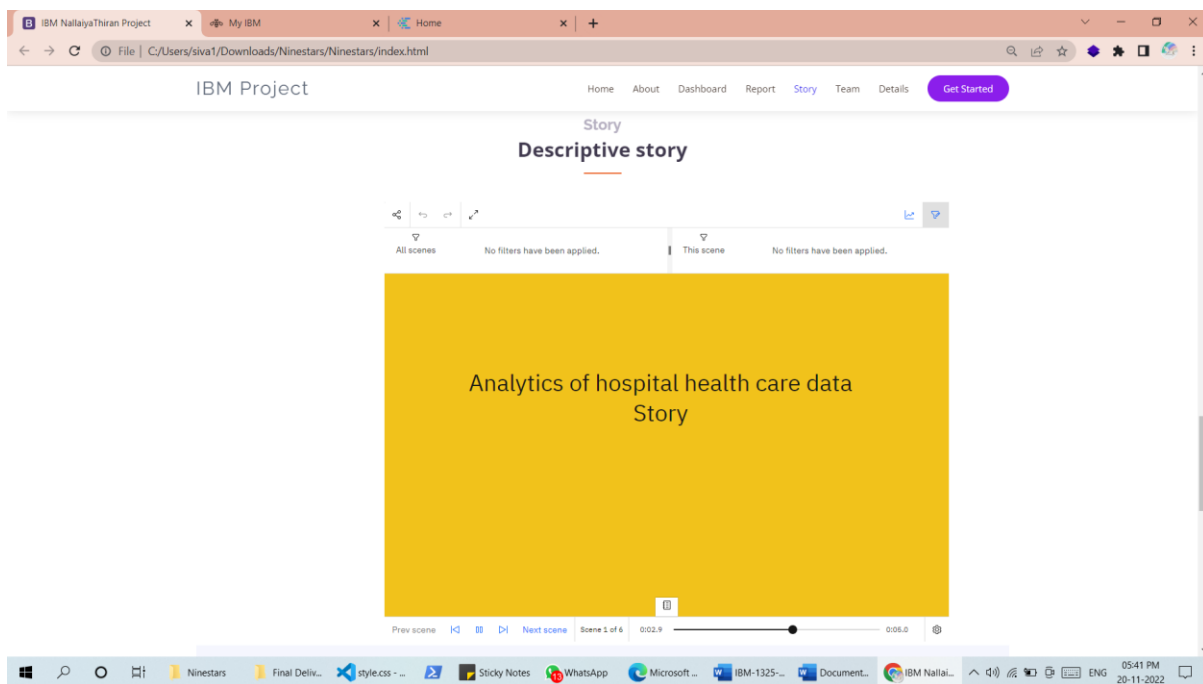 IBM NallaiyaThiran Project
My IBM
Home
File | C:/Users/siva1/Downloads/Ninestars/Ninestars/index.html
IBM Project
Home About Dashboard Report Story Team Details Get Started
Story
Descriptive story
All scenes No filters have been applied. This scene No filters have been applied.
Analytics of hospital health care data
Story
Prev scene Next scene Scene 1 of 6 0:02.9 0:05.0
Ninestars Final Deliv... style.css - ... Sticky Notes 13 WhatsApp Microsoft ... IBM-1325-... Document... IBM Nallai... ENG 05:41 PM
20-11-2022